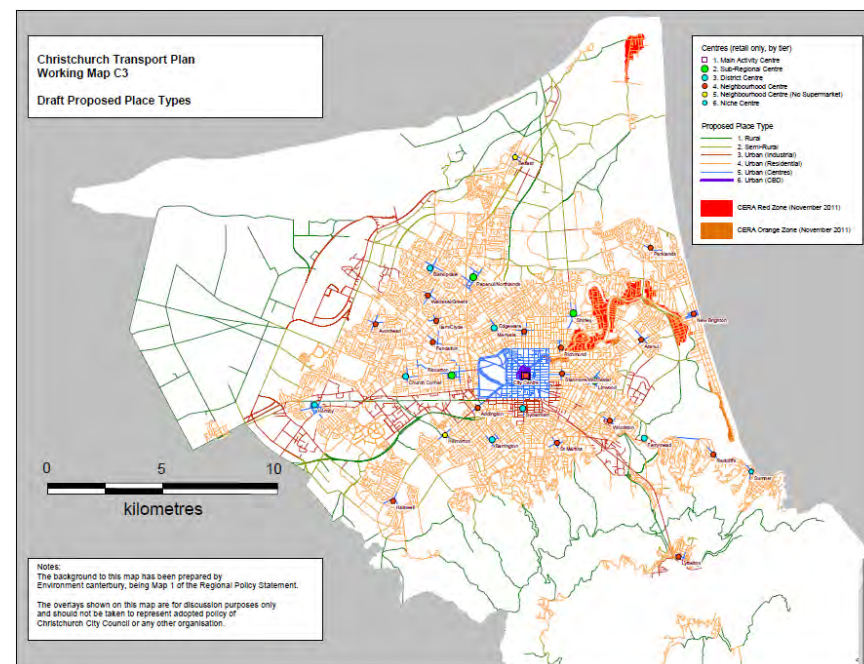 Christchurch Transport Plan
Working Map C3
Draft Proposed Place Types
Centres (retail only, by tier)
1. Main Activity Centre
2. Sub-Regional Centre
3. District Centre
4. Neighbourhood Centre
5. Neighbourhood Centre (No Supermarket)
6. Niche Centre
Proposed Place Type
1. Rural
2. Semi-Rural
3. Urban (Industrial)
4. Urban (Residential)
5. Urban (Centres)
6. Urban (CBD)
CERA Red Zone (November 2011)
CERA Orange Zone (November 2011)
Belfast
Parklands
Bishopdale
Papanui/Northlands
Wairakei/Greers
Avonhead
Ilam/Clyde
Fendalton
Edgeware
Merivale
Shirley
New Brighton
Richmond
Aranui
Riccarton
Church Corner
City Centre
Linwood
Hornby
Addington
Sydenham
Hillmorton
Barrington
St Martins
Woolston
Ferrymead
Redcliffs
Sumner
Halswell
Lyttelton
0 5 10
kilometres
Notes:
The background to this map has been prepared by
Environment canterbury, being Map 1 of the Regional Policy Statement.
The overlays shown on this map are for discussion purposes only
and should not be taken to represent adopted policy of
Christchurch City Council or any other organisation.